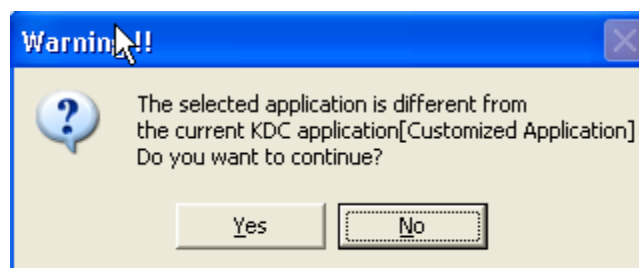 Warning!!!
The selected application is different from
the current KDC application[Customized Application]
Do you want to continue?
Yes
No